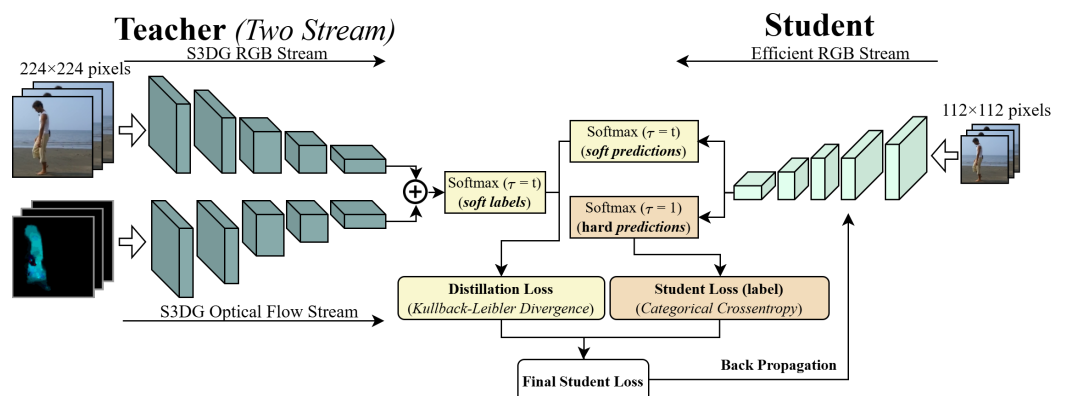 Teacher (Two Stream)
S3DG RGB Stream
224×224 pixels
Student
Efficient RGB Stream
112×112 pixels
Softmax (τ = t)
(soft predictions)
Softmax (τ = t)
(soft labels)
Softmax (τ = 1)
(hard predictions)
+
Distillation Loss
(Kullback-Leibler Divergence)
Student Loss (label)
(Categorical Crossentropy)
S3DG Optical Flow Stream
Back Propagation
Final Student Loss